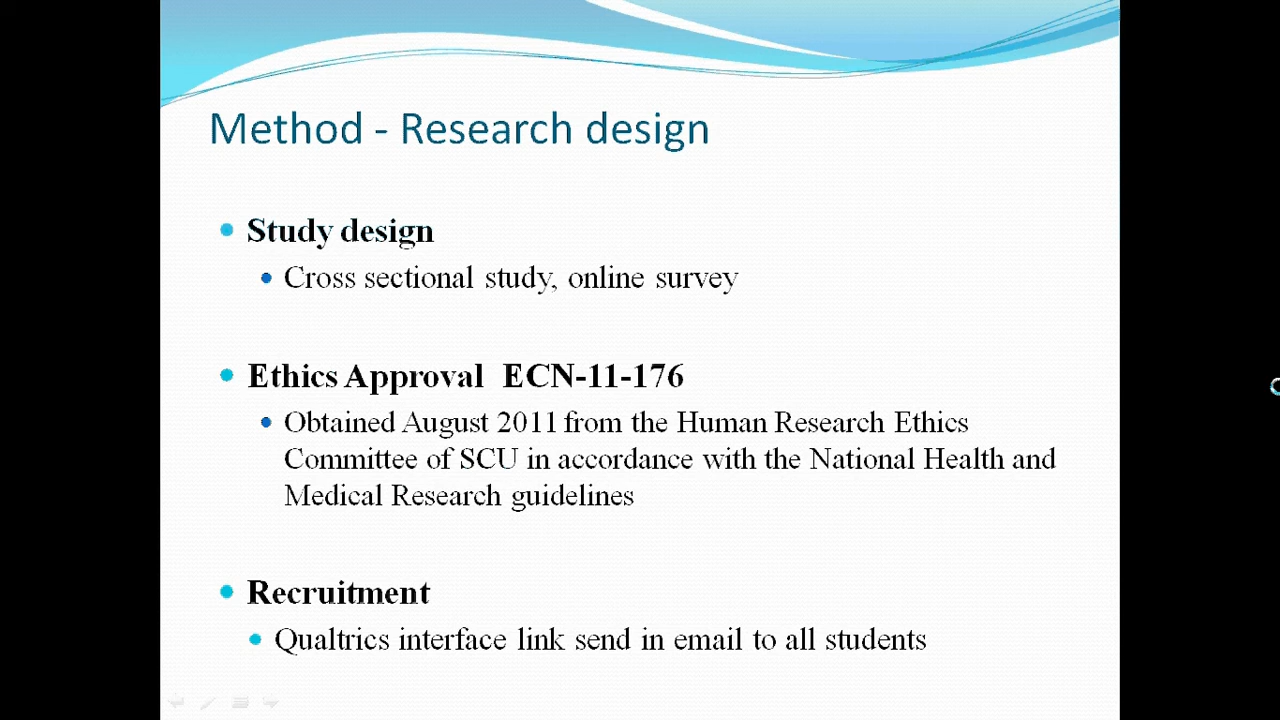 Method - Research design
Study design
Cross sectional study, online survey
Ethics Approval ECN-11-176
Obtained August 2011 from the Human Research Ethics
Committee of SCU in accordance with the National Health and
Medical Research guidelines
Recruitment
Qualtrics interface link send in email to all students